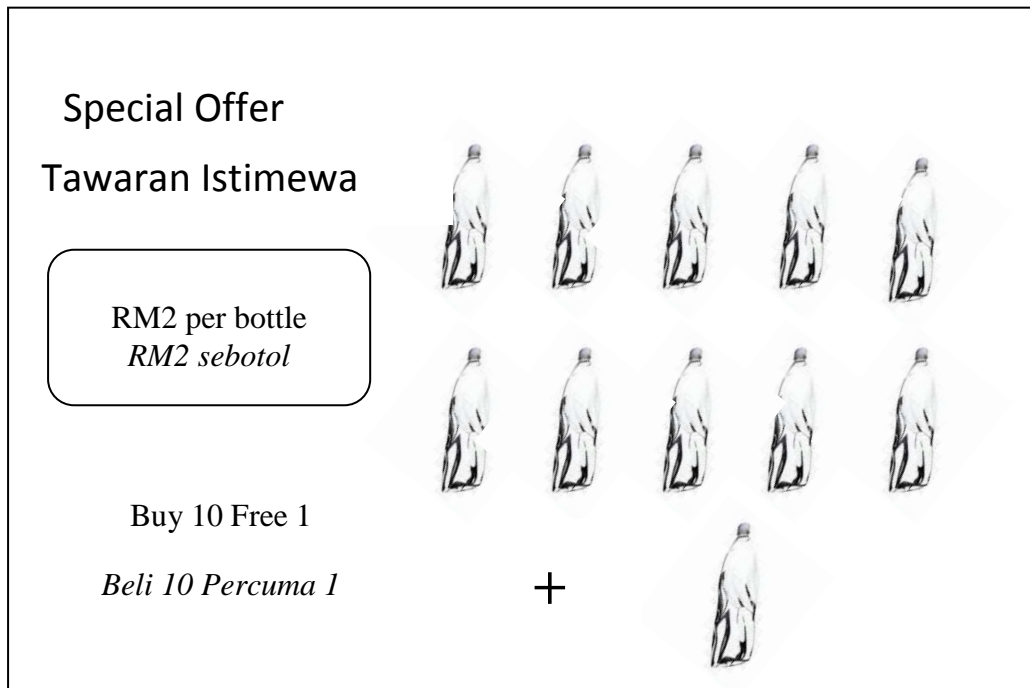 Special Offer
Tawaran Istimewa
RM2 per bottle
RM2 sebotol
Buy 10 Free 1
Beli 10 Percuma 1
+